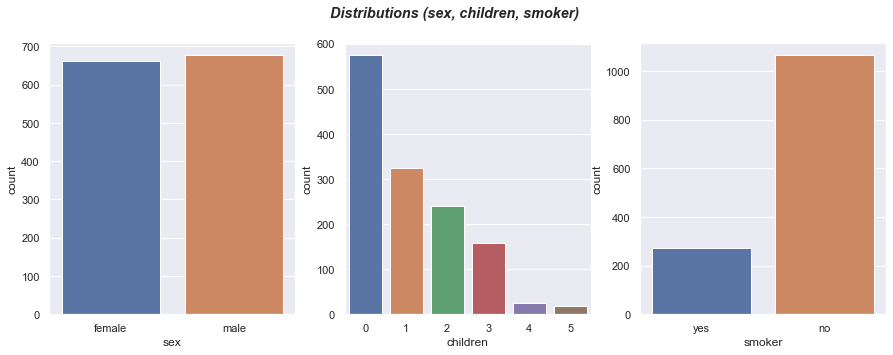 Distributions (sex, children, smoker)
700
600
500
400
300
200
100
0
count
female male
sex
600
500
400
300
200
100
0
count
0 1 2 3 4 5
children
1000
800
600
400
200
0
count
yes no
smoker